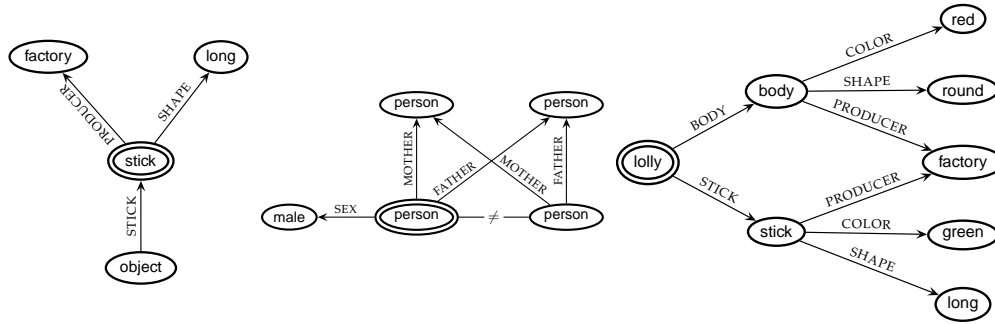 factory
long
PRODUCER
SHAPE
stick
STICK
object
person
person
MOTHER
FATHER
MOTHER
FATHER
male
SEX
person
≠
person
lolly
BODY
STICK
body
stick
COLOR
SHAPE
PRODUCER
PRODUCER
COLOR
SHAPE
red
round
factory
green
long